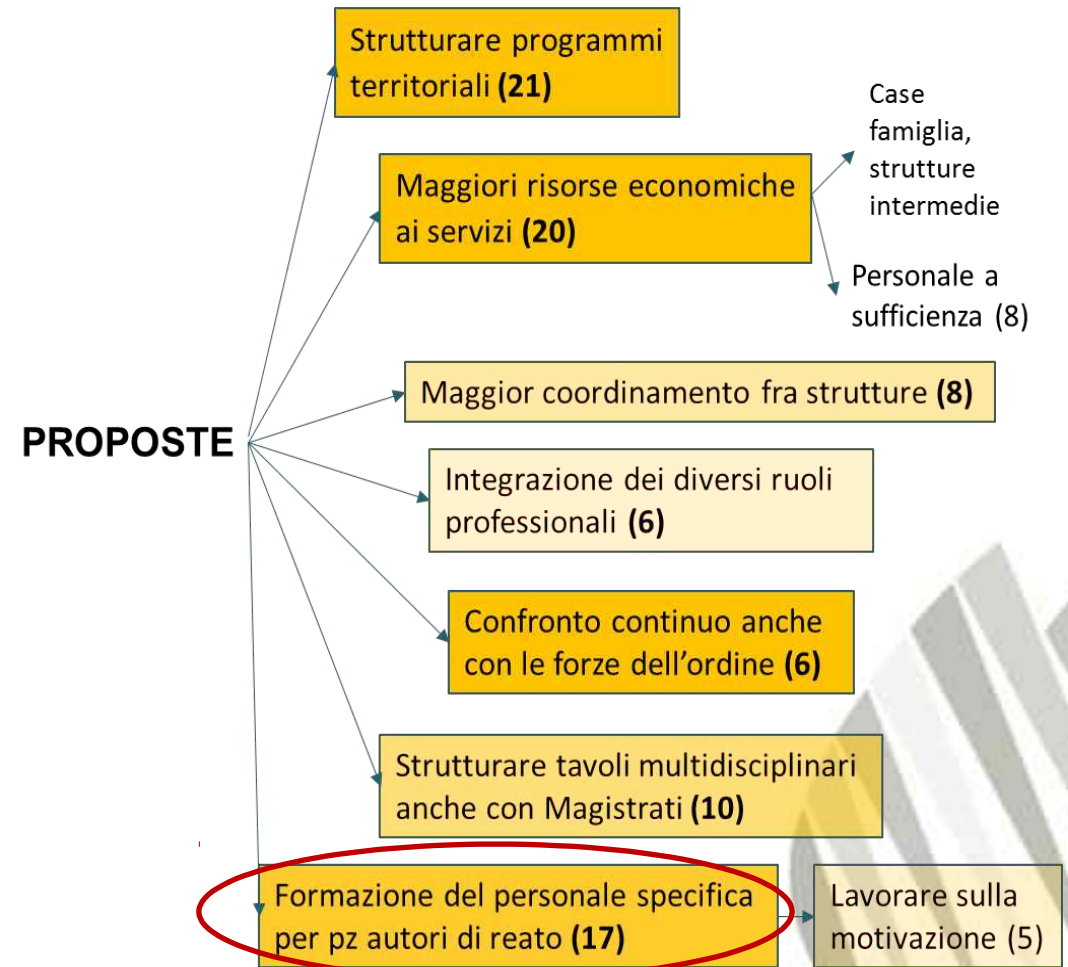 Strutturare programmi
territoriali (21)
Maggiori risorse economiche
ai servizi (20)
Case
famiglia,
strutture
intermedie
Personale a
sufficienza (8)
Maggior coordinamento fra strutture (8)
PROPOSTE
Integrazione dei diversi ruoli
professionali (6)
Confronto continuo anche
con le forze dell’ordine (6)
Strutturare tavoli multidisciplinari
anche con Magistrati (10)
Formazione del personale specifica
per pz autori di reato (17)
Lavorare sulla
motivazione (5)